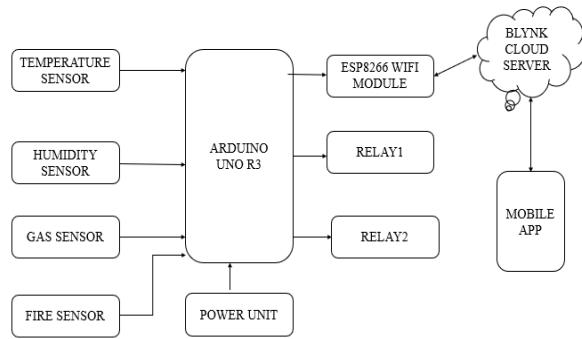 TEMPERATURE
SENSOR
HUMIDITY
SENSOR
GAS SENSOR
FIRE SENSOR
ARDUINO
UNO R3
POWER UNIT
ESP8266 WIFI
MODULE
RELAY1
RELAY2
BLYNK
CLOUD
SERVER
MOBILE
APP